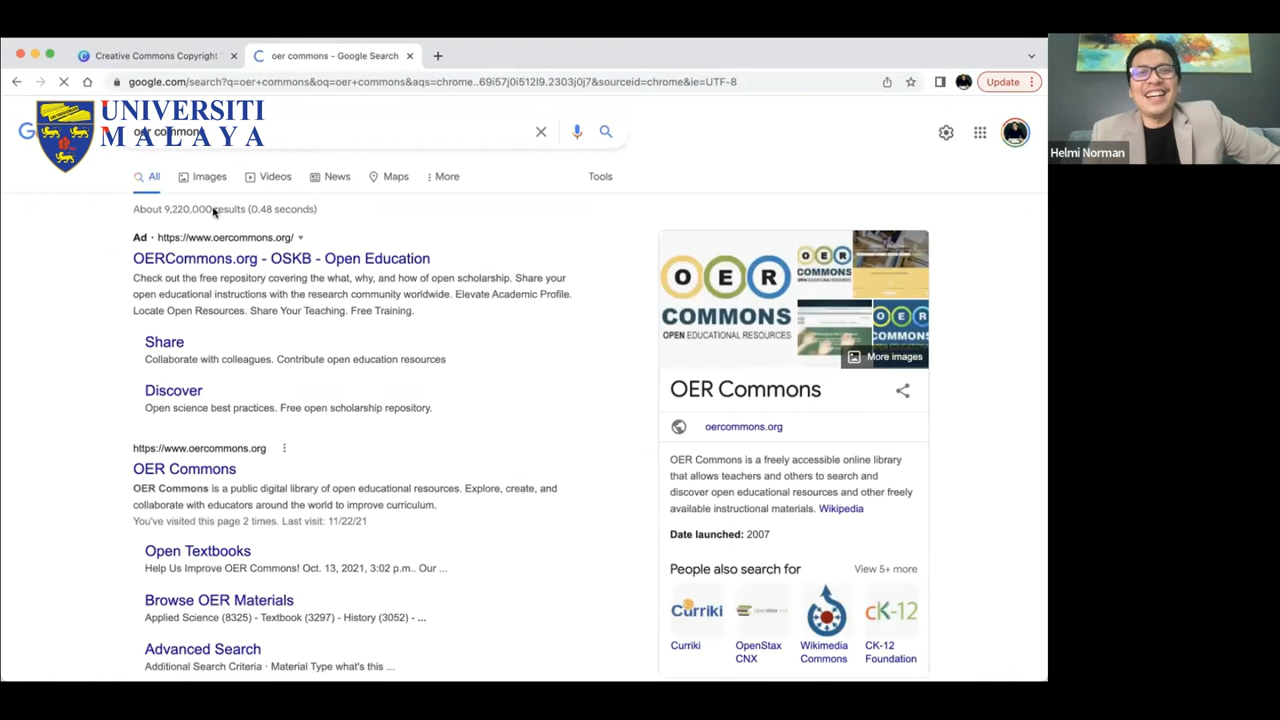 Creative Commons Copyright
oer commons - Google Search
google.com/search?q=oer+commons&oq=oer+commons&aqs=chrome..69i57j0i512l9.2303j0j7&sourceid=chrome&ie=UTF-8
Update
UNIVERSITI
MALAYA
oer commons
All
Images
Videos
News
Maps
More
Tools
About 9,220,000 results (0.48 seconds)
Ad · https://www.oercommons.org/
OERCommons.org - OSKB - Open Education
Check out the free repository covering the what, why, and how of open scholarship. Share your
open educational instructions with the research community worldwide. Elevate Academic Profile.
Locate Open Resources. Share Your Teaching. Free Training.
Share
Collaborate with colleagues. Contribute open education resources
Discover
Open science best practices. Free open scholarship repository.
https://www.oercommons.org
OER Commons
OER Commons is a public digital library of open educational resources. Explore, create, and
collaborate with educators around the world to improve curriculum.
You've visited this page 2 times. Last visit: 11/22/21
Open Textbooks
Help Us Improve OER Commons! Oct. 13, 2021, 3:02 p.m.. Our ...
Browse OER Materials
Applied Science (8325) - Textbook (3297) - History (3052) - ...
Advanced Search
Additional Search Criteria · Material Type what's this ...
OER
COMMONS
OPEN EDUCATIONAL RESOURCES
OER
COMMONS
OER
COMMONS
More images
OER Commons
oercommons.org
OER Commons is a freely accessible online library
that allows teachers and others to search and
discover open educational resources and other freely
available instructional materials. Wikipedia
Date launched: 2007
People also search for
View 5+ more
Curriki
openstax
cK-12
Curriki
OpenStax
CNX
Wikimedia
Commons
CK-12
Foundation
Helmi Norman